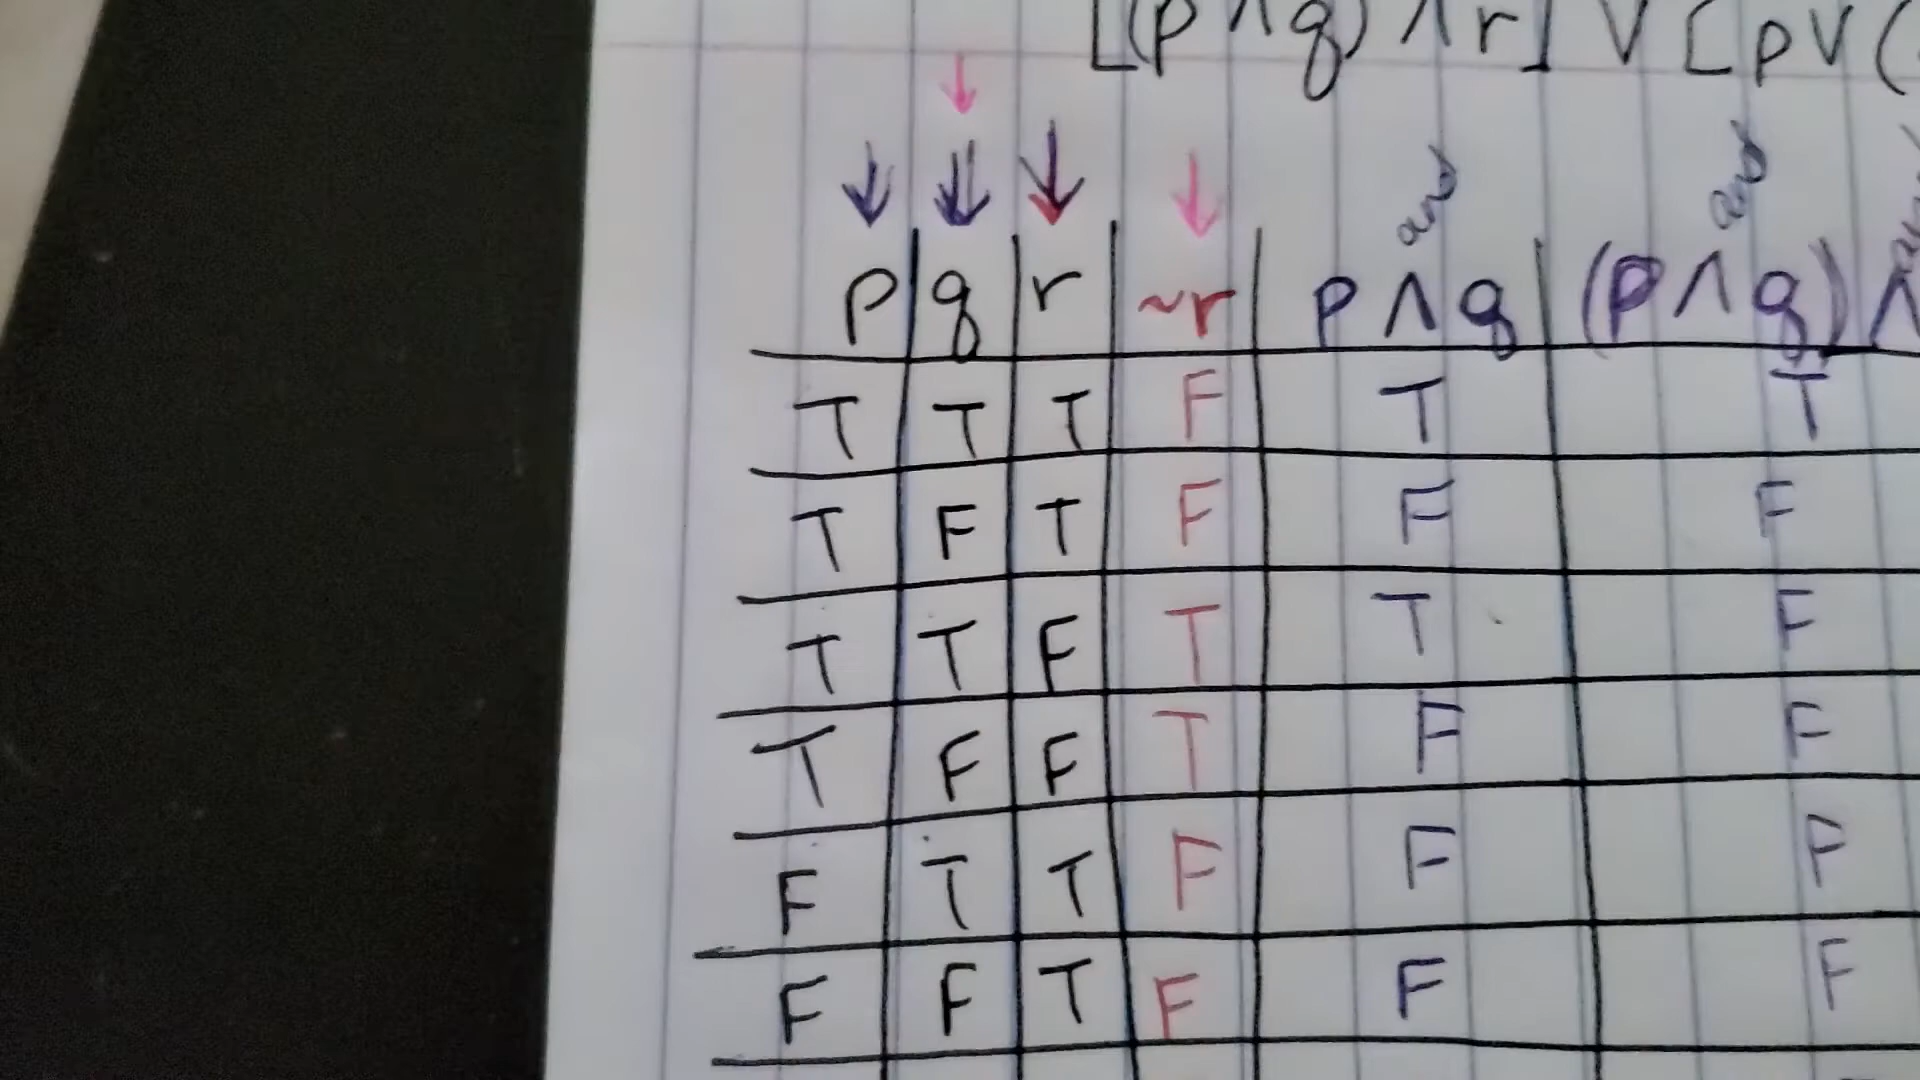 [(p ∧ q) ∧ r] ∨ [p ∨ (
and and
p q r ~r p ∧ q (p ∧ q) ∧
T T T F T T
T F T F F F
T T F T T F
T F F T F F
F T T F F F
F F T F F F